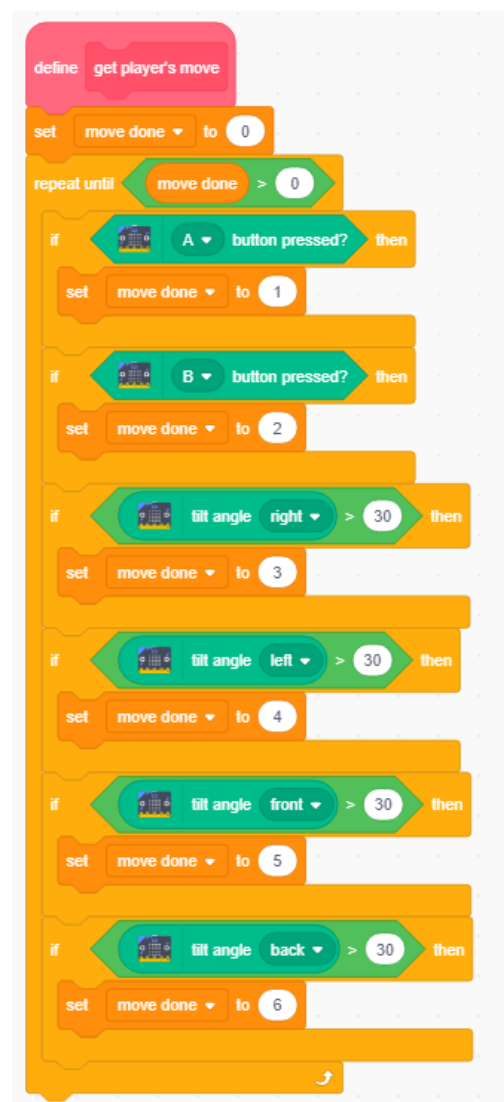 define get player's move
set move done to 0
repeat until move done > 0
if A button pressed? then
set move done to 1
if B button pressed? then
set move done to 2
if tilt angle right > 30 then
set move done to 3
if tilt angle left > 30 then
set move done to 4
if tilt angle front > 30 then
set move done to 5
if tilt angle back > 30 then
set move done to 6